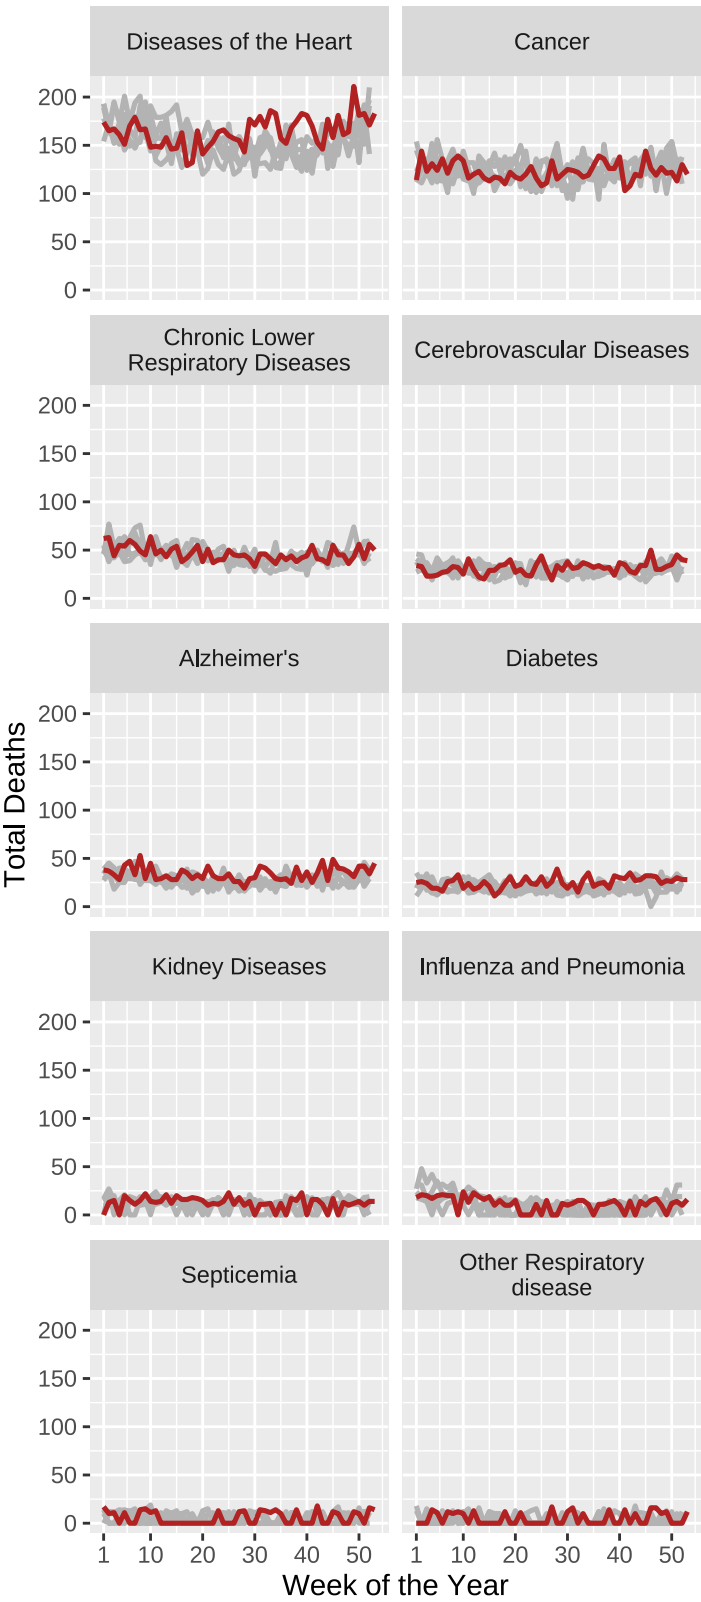 Diseases of the Heart
Cancer
200
150
100
50
0
Chronic Lower
Respiratory Diseases
Cerebrovascular Diseases
200
150
100
50
0
Alzheimer's
Diabetes
200
150
100
50
0
Total Deaths
Kidney Diseases
Influenza and Pneumonia
200
150
100
50
0
Septicemia
Other Respiratory
disease
200
150
100
50
0
1 10 20 30 40 50
1 10 20 30 40 50
Week of the Year